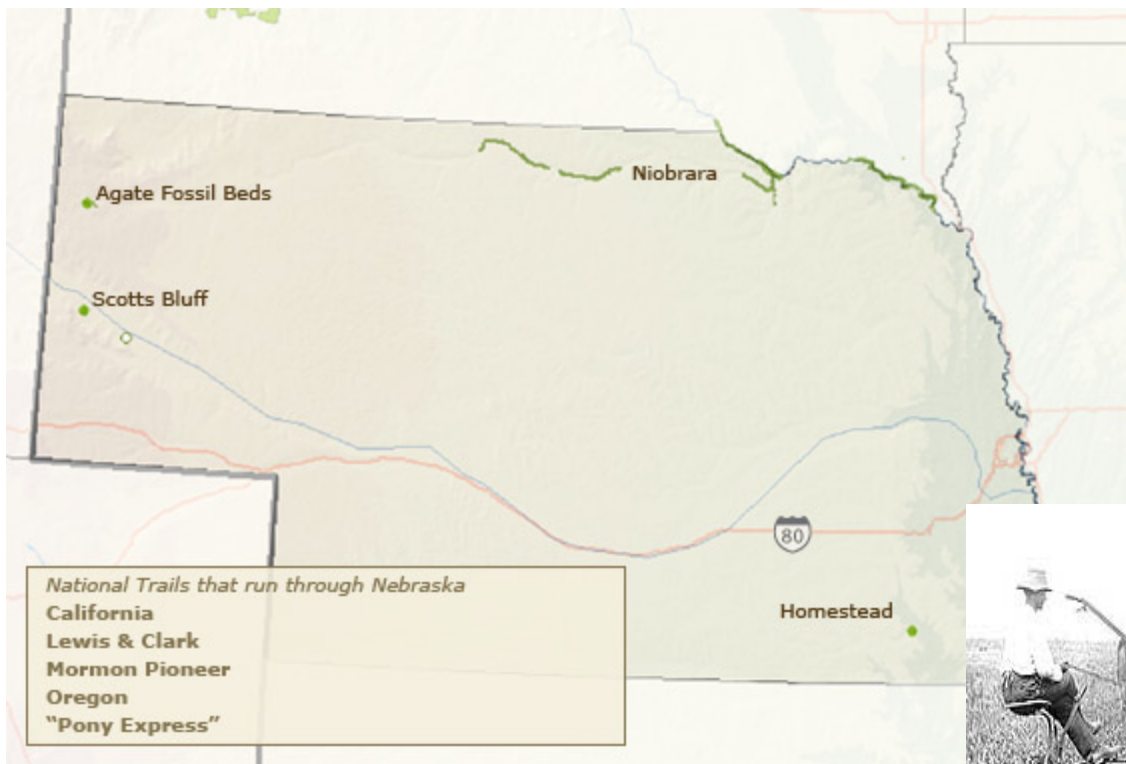 Niobrara
Agate Fossil Beds
Scotts Bluff
80
National Trails that run through Nebraska
California
Lewis & Clark
Mormon Pioneer
Oregon
“Pony Express”
Homestead